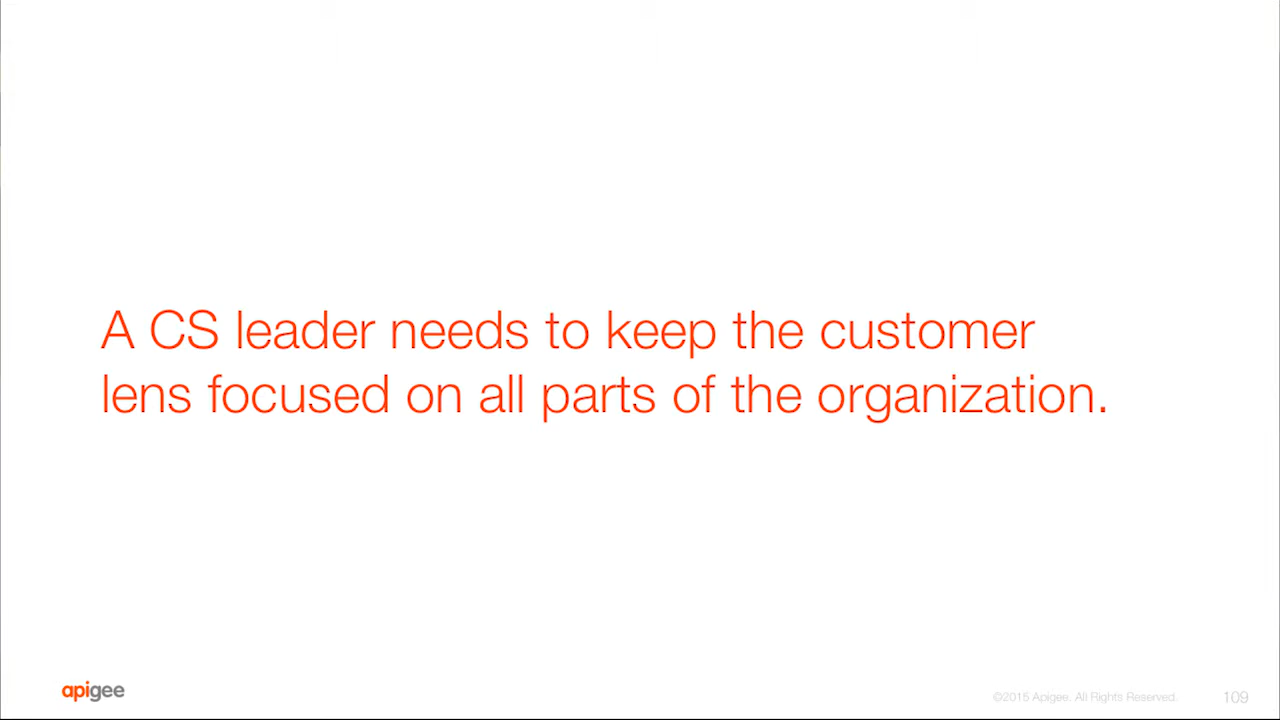 A CS leader needs to keep the customer
lens focused on all parts of the organization.
apigee
©2015 Apigee. All Rights Reserved.
109